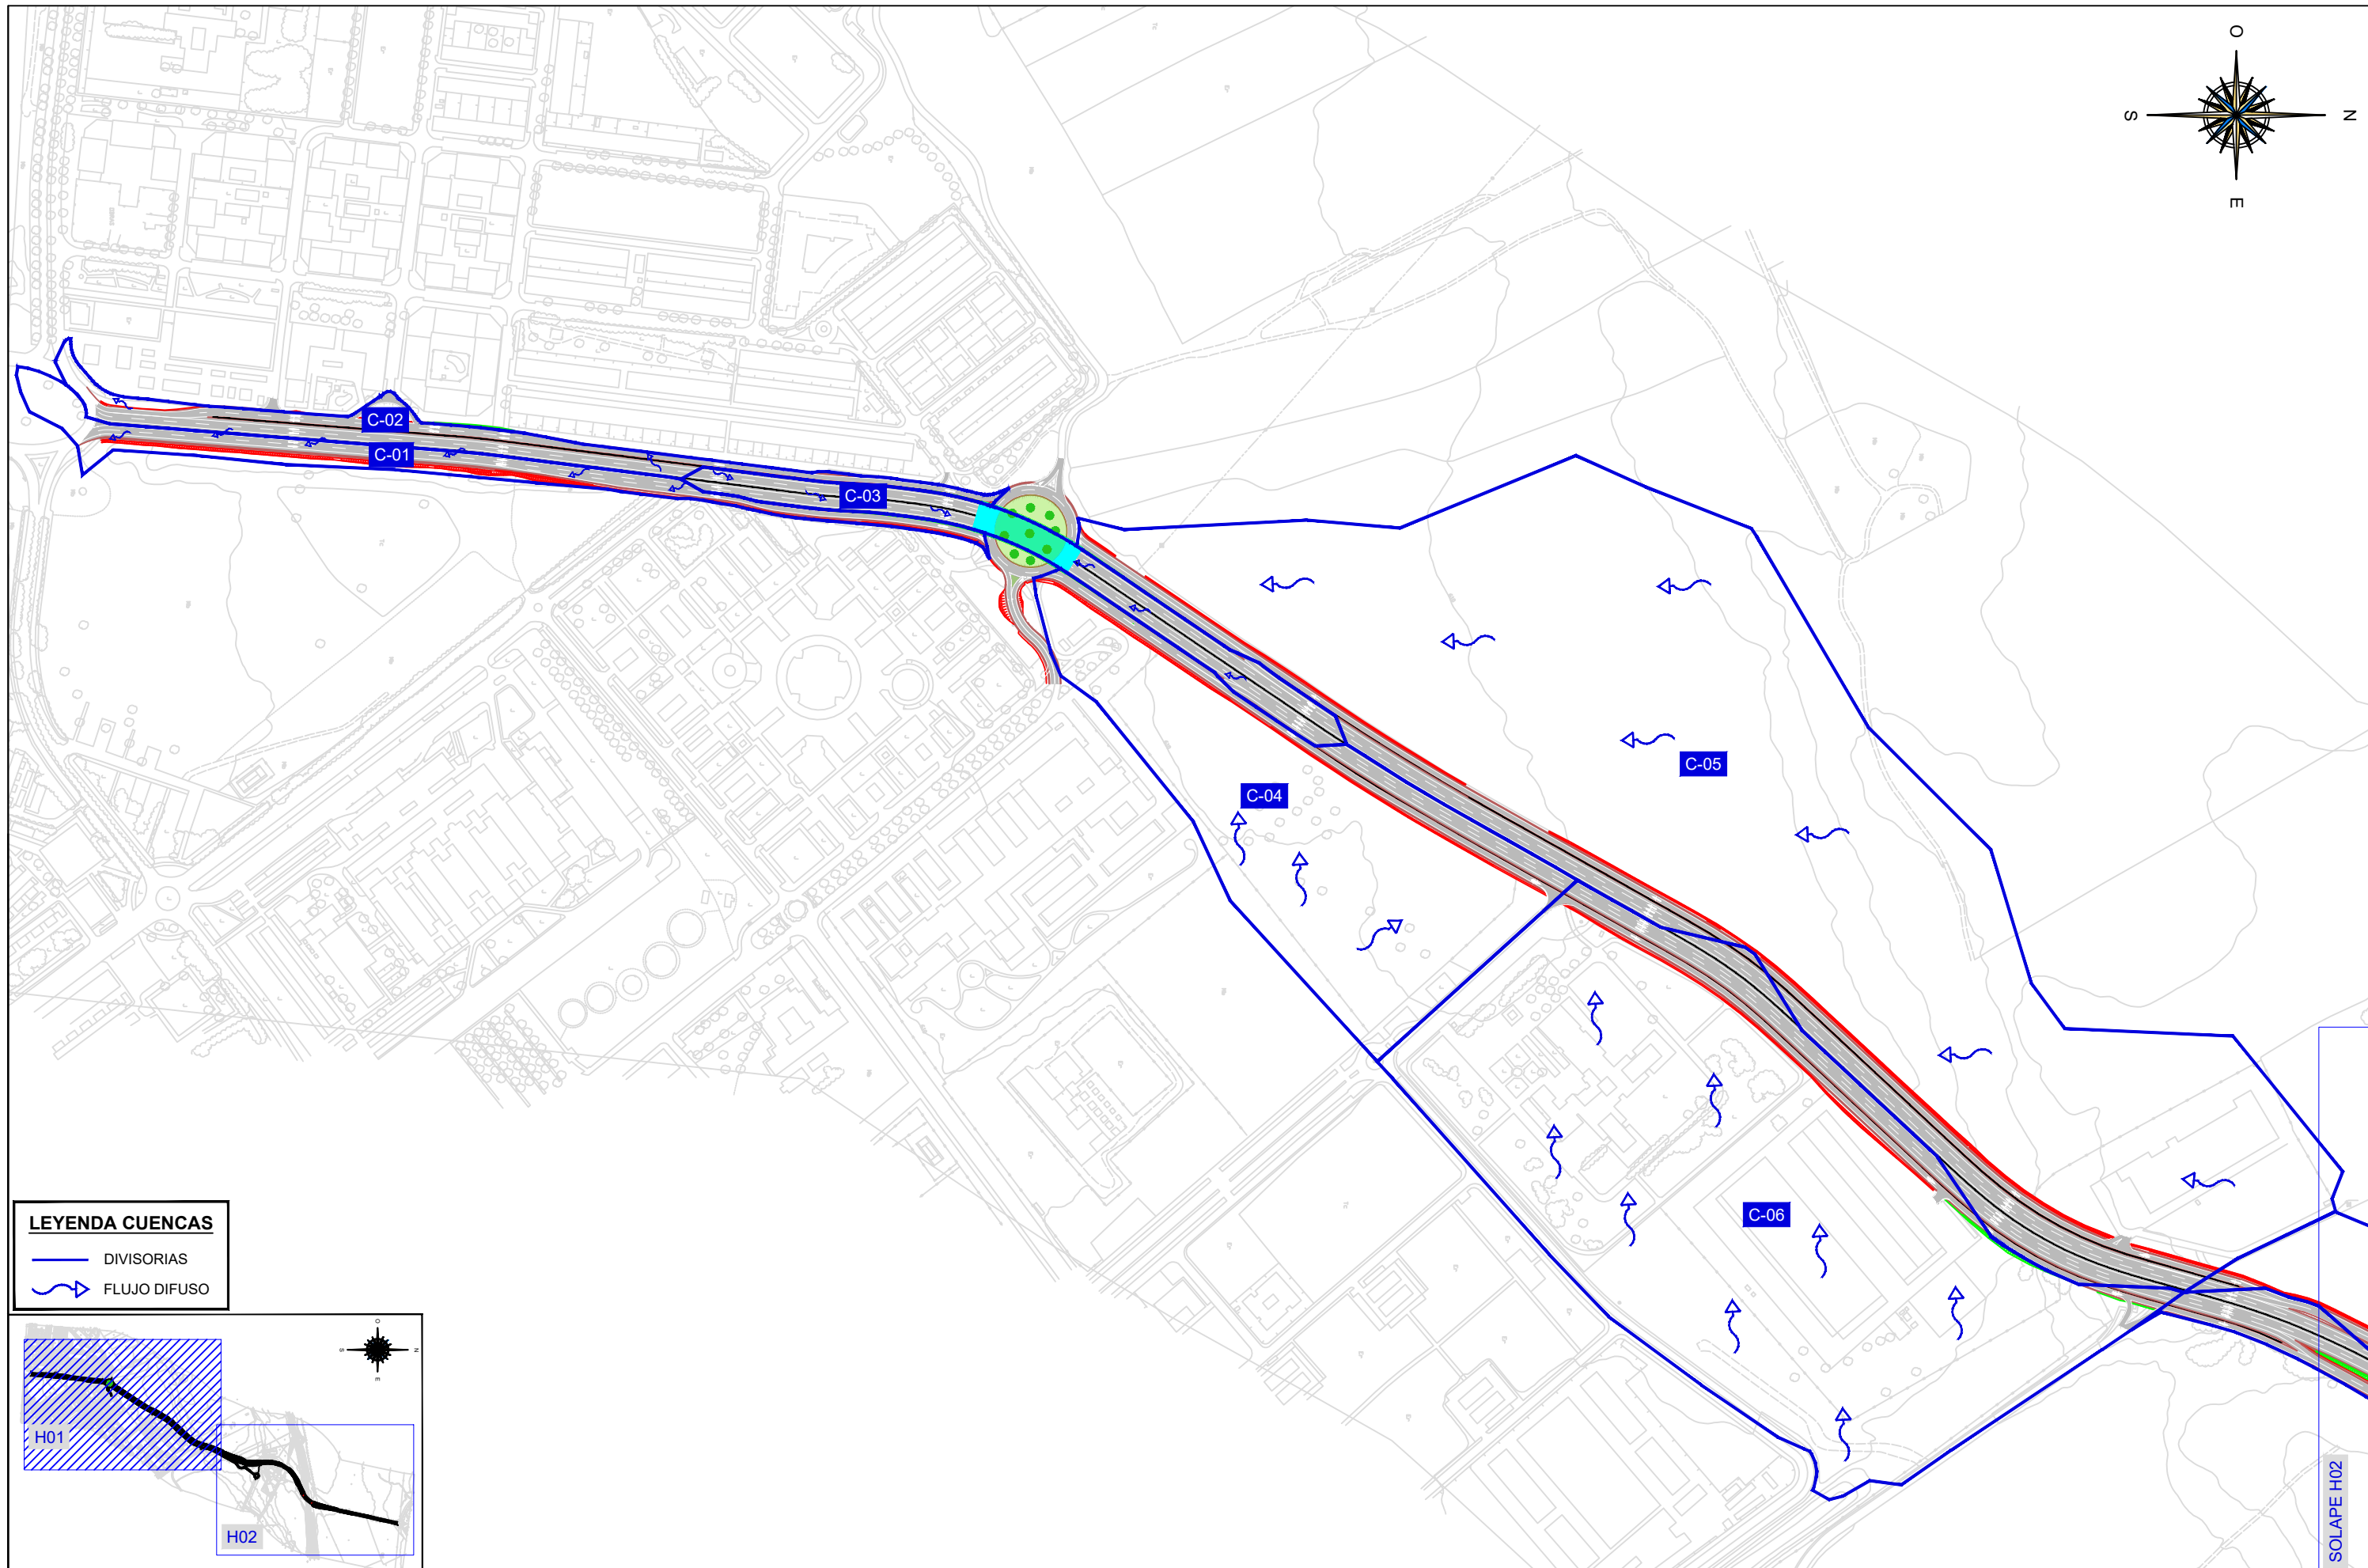 O
S
N
E
C-02
C-01
C-03
C-05
C-04
C-06
LEYENDA CUENCAS
DIVISORIAS
FLUJO DIFUSO
O
S
N
E
H01
H02
SOLAPE H02